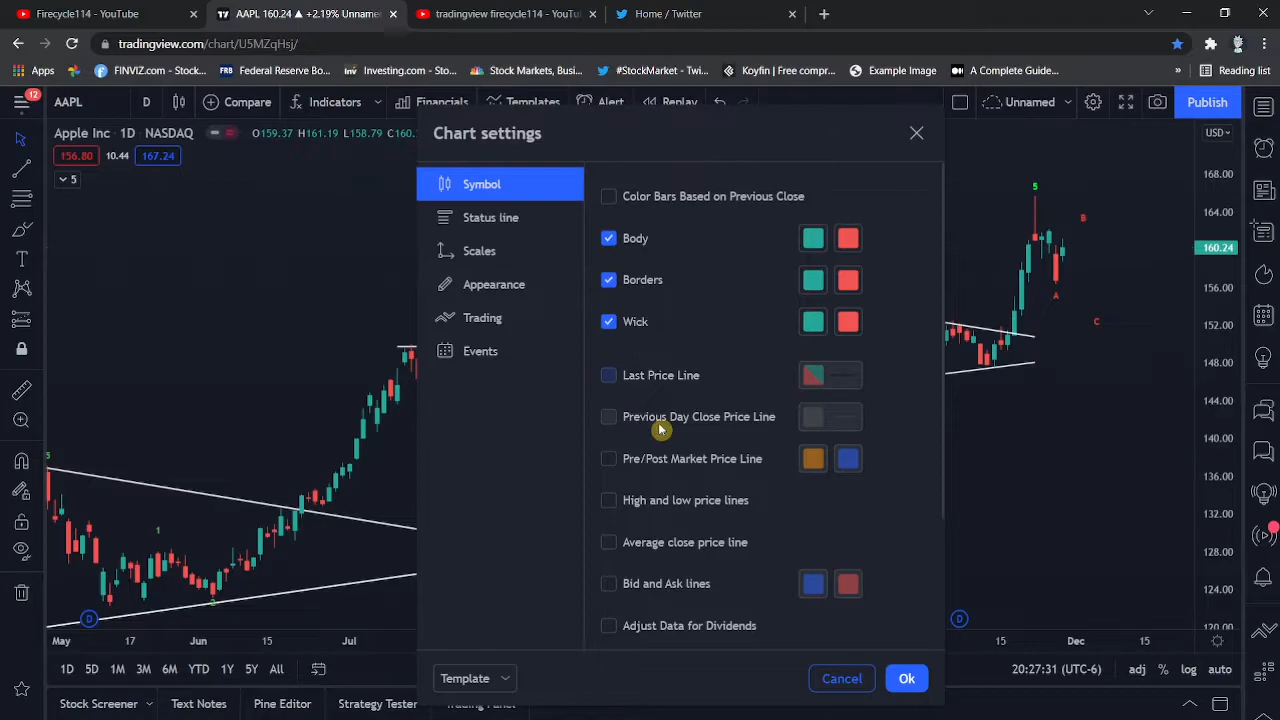 Firecycle114 - YouTube
AAPL 160.24 ▲ +2.19% Unnam
tradingview firecycle114 - YouTu
Home / Twitter
tradingview.com/chart/U5MZqHsj/
Apps
FINVIZ.com - Stock...
Federal Reserve Bo...
Investing.com - Sto...
Stock Markets, Busi...
#StockMarket - Twi...
Koyfin | Free compr...
Example Image
A Complete Guide...
»
Reading list
12
AAPL
D
Compare
Indicators
Financials
Templates
Alert
Replay
Unnamed
Publish
Apple Inc · 1D · NASDAQ
O159.37 H161.19 L158.79 C160.
156.80
10.44
167.24
5
Chart settings
Symbol
Status line
Scales
Appearance
Trading
Events
Color Bars Based on Previous Close
Body
Borders
Wick
Last Price Line
Previous Day Close Price Line
Pre/Post Market Price Line
High and low price lines
Average close price line
Bid and Ask lines
Adjust Data for Dividends
Template
Cancel
Ok
USD
168.00
164.00
160.24
156.00
152.00
148.00
144.00
140.00
136.00
132.00
128.00
124.00
120.00
5
B
A
C
5
1
2
D
D
May
17
Jun
15
Jul
15
Dec
15
1D
5D
1M
3M
6M
YTD
1Y
5Y
All
20:27:31 (UTC-6)
adj
%
log
auto
Stock Screener
Text Notes
Pine Editor
Strategy Tester
Trading Panel